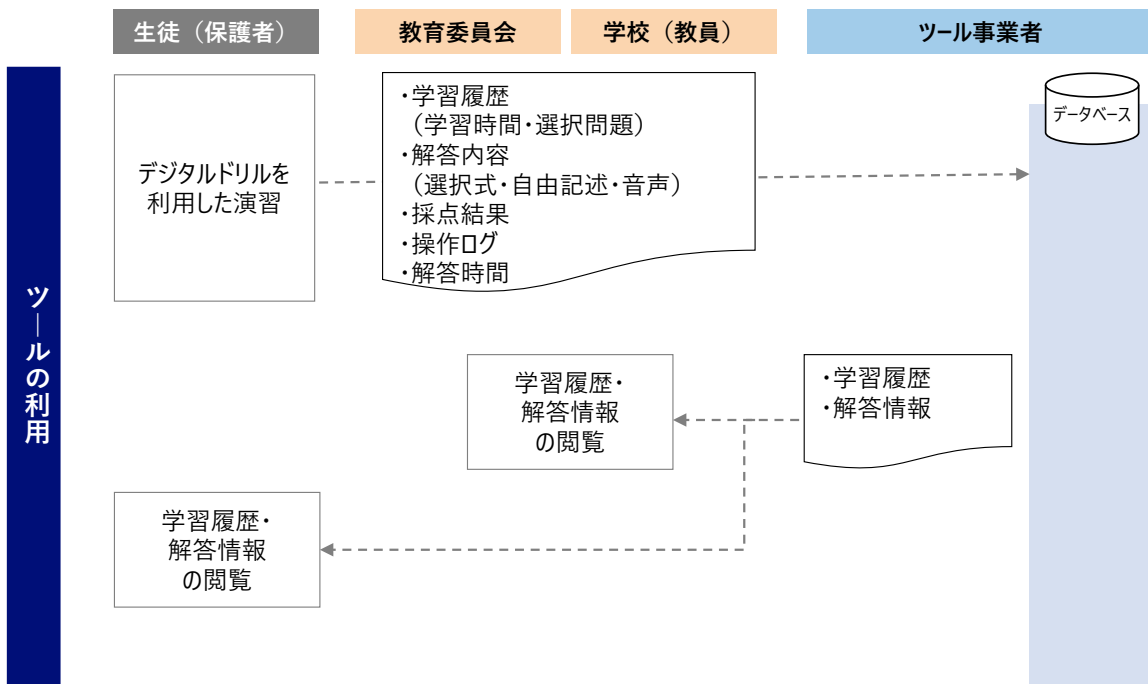 生徒（保護者）
教育委員会
学校（教員）
ツール事業者
ツールの利用
デジタルドリルを
利用した演習
・学習履歴
（学習時間・選択問題）
・解答内容
（選択式・自由記述・音声）
・採点結果
・操作ログ
・解答時間
データベース
学習履歴・
解答情報
の閲覧
・学習履歴
・解答情報
学習履歴・
解答情報
の閲覧